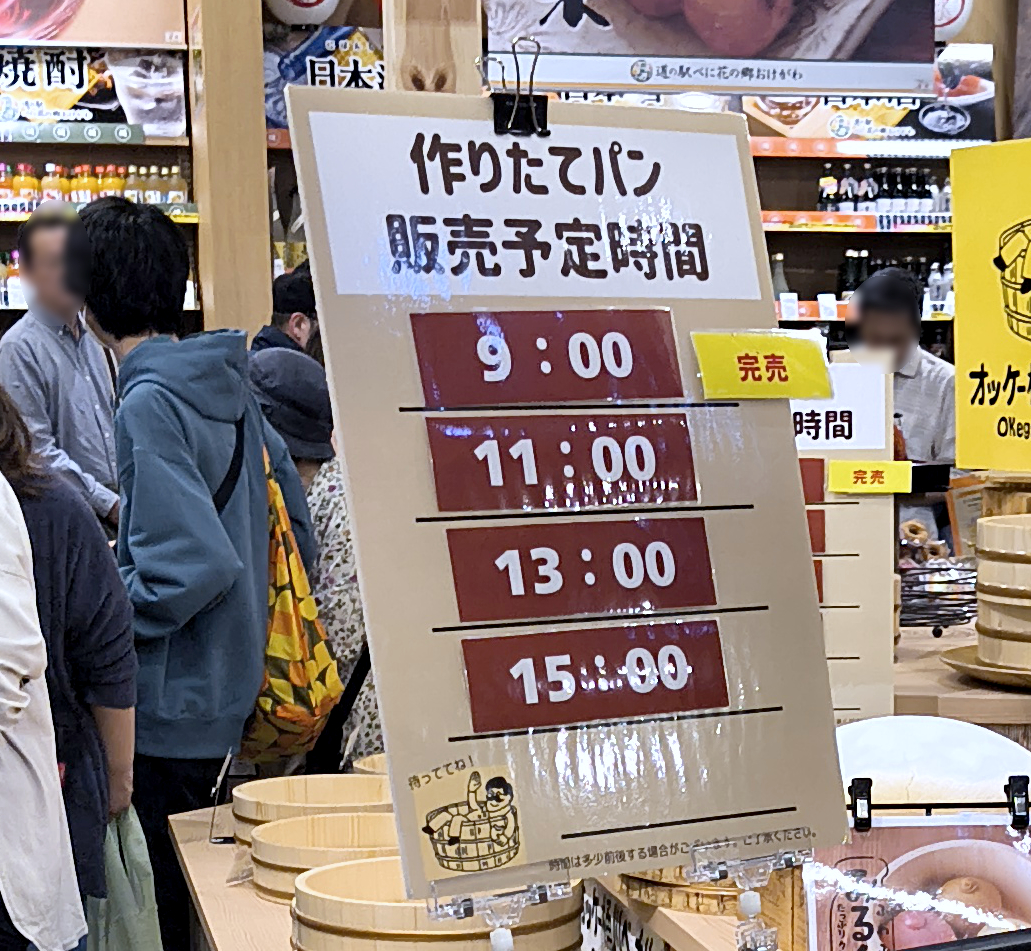 焼酎
日本酒
道の駅べに花の郷おけがわ
作りたてパン
販売予定時間
9:00
完売
11:00
13:00
15:00
待っててね!
時間は多少前後する場合がございます。ご了承ください。
時間
完売
オッケー
OKeg